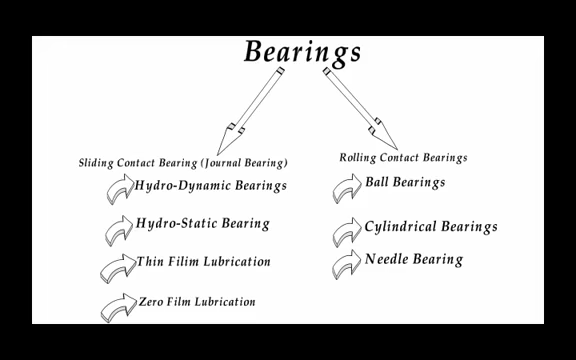 Bearings
Sliding Contact Bearing (Journal Bearing)
Hydro-Dynamic Bearings
Hydro-Static Bearing
Thin Filim Lubrication
Zero Film Lubrication
Rolling Contact Bearings
Ball Bearings
Cylindrical Bearings
Needle Bearing